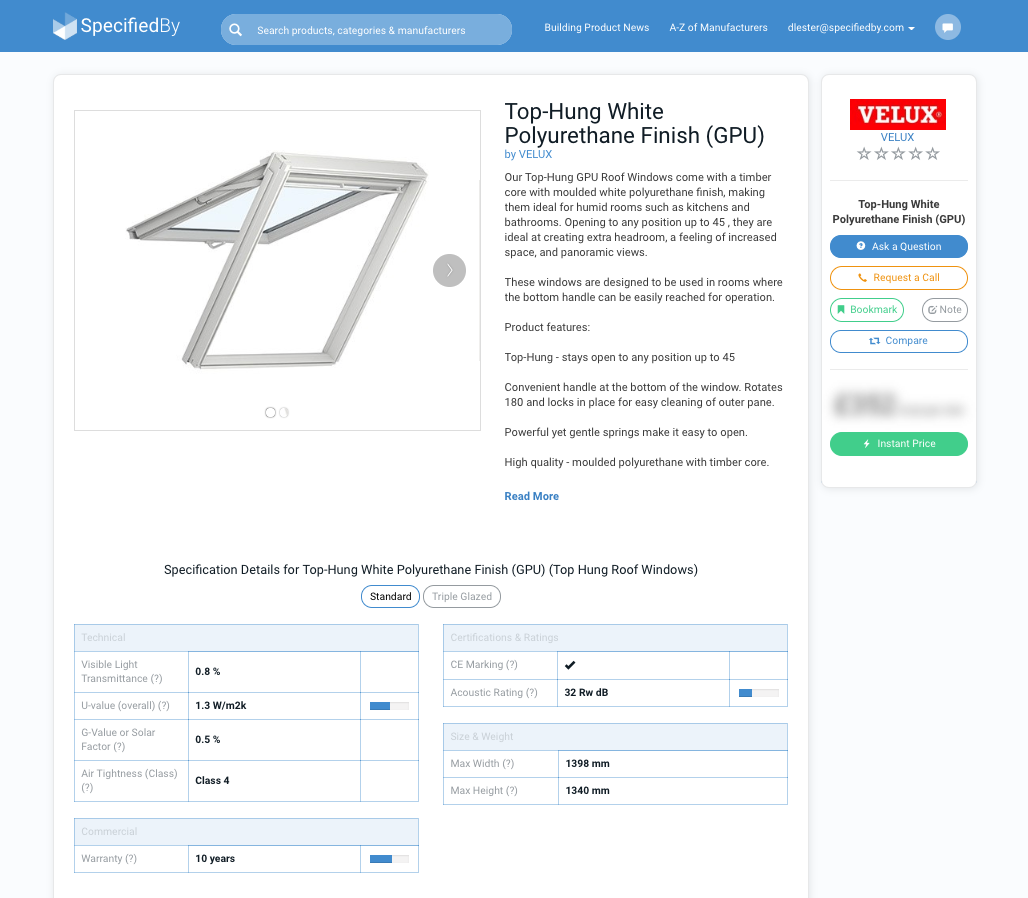 SpecifiedBy
Search products, categories & manufacturers
Building Product News
A-Z of Manufacturers
dlester@specifiedby.com
Top-Hung White
Polyurethane Finish (GPU)
by VELUX
Our Top-Hung GPU Roof Windows come with a timber
core with moulded white polyurethane finish, making
them ideal for humid rooms such as kitchens and
bathrooms. Opening to any position up to 45 , they are
ideal at creating extra headroom, a feeling of increased
space, and panoramic views.
These windows are designed to be used in rooms where
the bottom handle can be easily reached for operation.
Product features:
Top-Hung - stays open to any position up to 45
Convenient handle at the bottom of the window. Rotates
180 and locks in place for easy cleaning of outer pane.
Powerful yet gentle springs make it easy to open.
High quality - moulded polyurethane with timber core.
Read More
VELUX
VELUX
Top-Hung White
Polyurethane Finish (GPU)
Ask a Question
Request a Call
Bookmark
Note
Compare
Instant Price
Specification Details for Top-Hung White Polyurethane Finish (GPU) (Top Hung Roof Windows)
Standard
Triple Glazed
Technical
Visible Light
Transmittance (?)
0.8 %
U-value (overall) (?)
1.3 W/m2k
G-Value or Solar
Factor (?)
0.5 %
Air Tightness (Class)
(?)
Class 4
Commercial
Warranty (?)
10 years
Certifications & Ratings
CE Marking (?)
Acoustic Rating (?)
32 Rw dB
Size & Weight
Max Width (?)
1398 mm
Max Height (?)
1340 mm